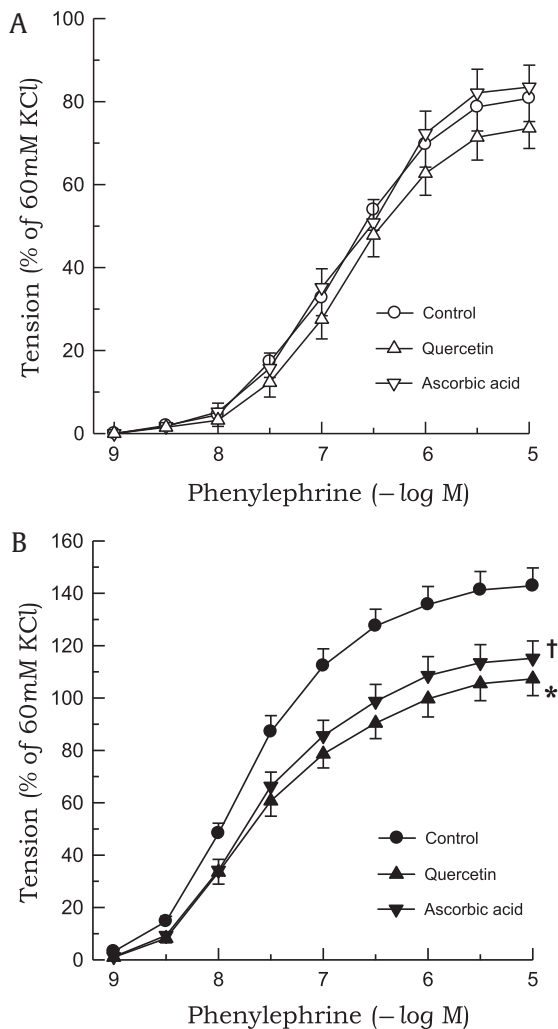 A
100
80
60
40
20
0
Tension (% of 60mM KCl)
Control
Quercetin
Ascorbic acid
9 8 7 6 5
Phenylephrine (– log M)
B
160
140
120
100
80
60
40
20
0
Tension (% of 60mM KCl)
†
*
Control
Quercetin
Ascorbic acid
9 8 7 6 5
Phenylephrine (– log M)